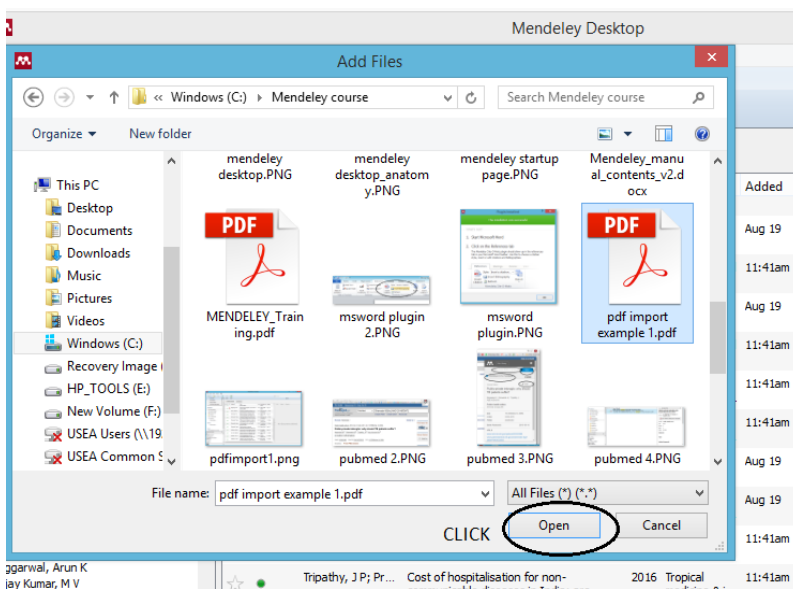 Mendeley Desktop
Add Files
« Windows (C:) ▸ Mendeley course
Search Mendeley course
Organize
New folder
This PC
Desktop
Documents
Downloads
Music
Pictures
Videos
Windows (C:)
Recovery Image
HP_TOOLS (E:)
New Volume (F:)
USEA Users (\\19
USEA Common S
mendeley
desktop.PNG
mendeley
desktop_anatom
y.PNG
mendeley startup
page.PNG
Mendeley_manu
al_contents_v2.d
ocx
PDF
MENDELEY_Train
ing.pdf
msword plugin
2.PNG
msword
plugin.PNG
PDF
pdf import
example 1.pdf
pdfimport1.png
pubmed 2.PNG
pubmed 3.PNG
pubmed 4.PNG
File name:
pdf import example 1.pdf
All Files (*) (*.*)
CLICK
Open
Cancel
Added
Aug 19
11:41am
Aug 19
11:41am
11:41am
11:41am
Aug 19
Aug 19
11:41am
ggarwal, Arun K
jay Kumar, M V
Tripathy, J P; Pr... Cost of hospitalisation for non- 2016 Tropical 11:41am